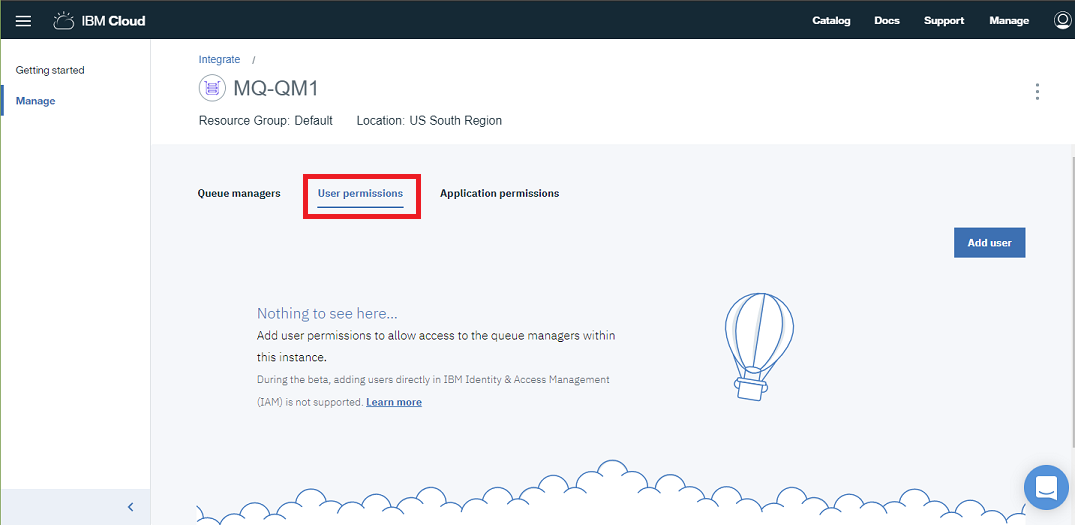 IBM Cloud
Catalog Docs Support Manage
Getting started
Manage
Integrate /
MQ-QM1
Resource Group: Default Location: US South Region
Queue managers User permissions Application permissions
Add user
Nothing to see here...
Add user permissions to allow access to the queue managers within
this instance.
During the beta, adding users directly in IBM Identity & Access Management
(IAM) is not supported. Learn more